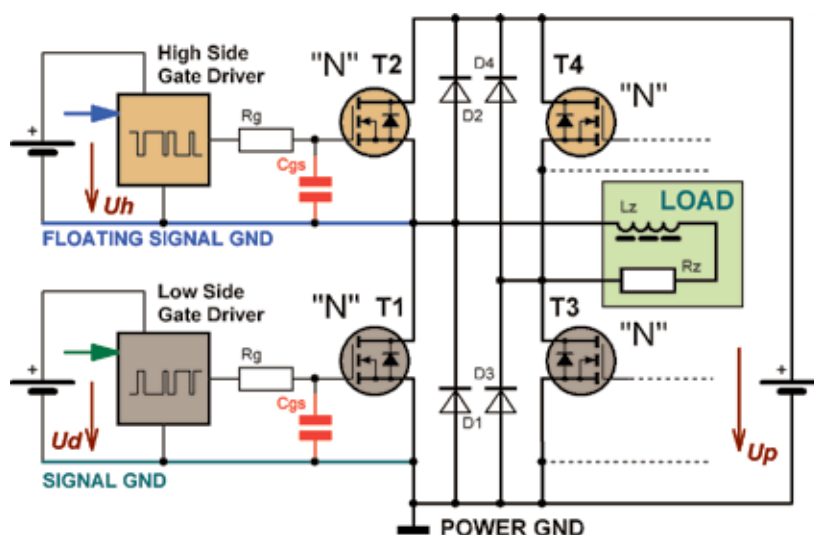 High Side
Gate Driver
"N"
T2
D4
T4
"N"
D2
Rg
+
Cgs
Uh
LOAD
Lz
FLOATING SIGNAL GND
Rz
Low Side
Gate Driver
"N"
T1
T3
"N"
Rg
D3
+
+
Cgs
D1
Ud
Up
SIGNAL GND
POWER GND